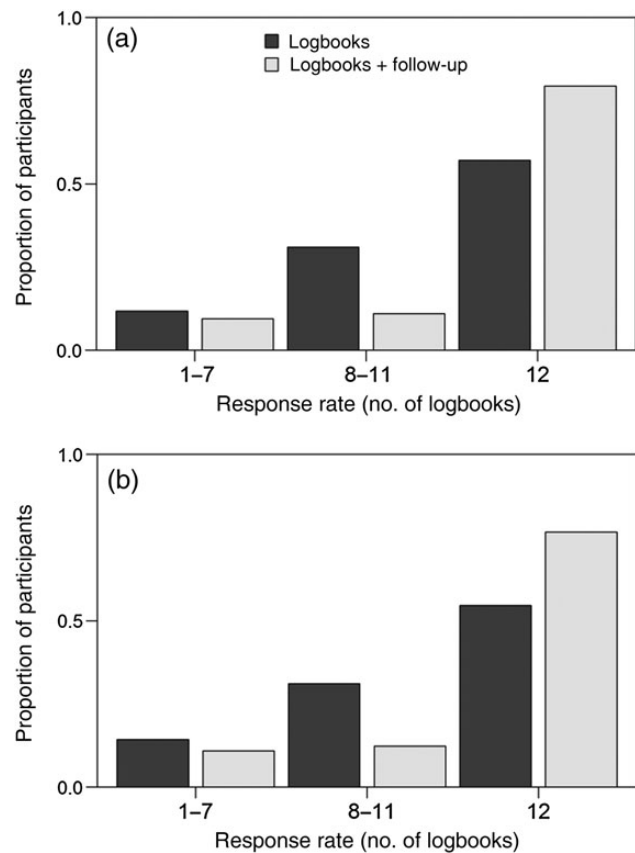 (a)
Logbooks
Logbooks + follow-up
1.0
0.5
0.0
Proportion of participants
1–7 8–11 12
Response rate (no. of logbooks)
(b)
1.0
0.5
0.0
Proportion of participants
1–7 8–11 12
Response rate (no. of logbooks)